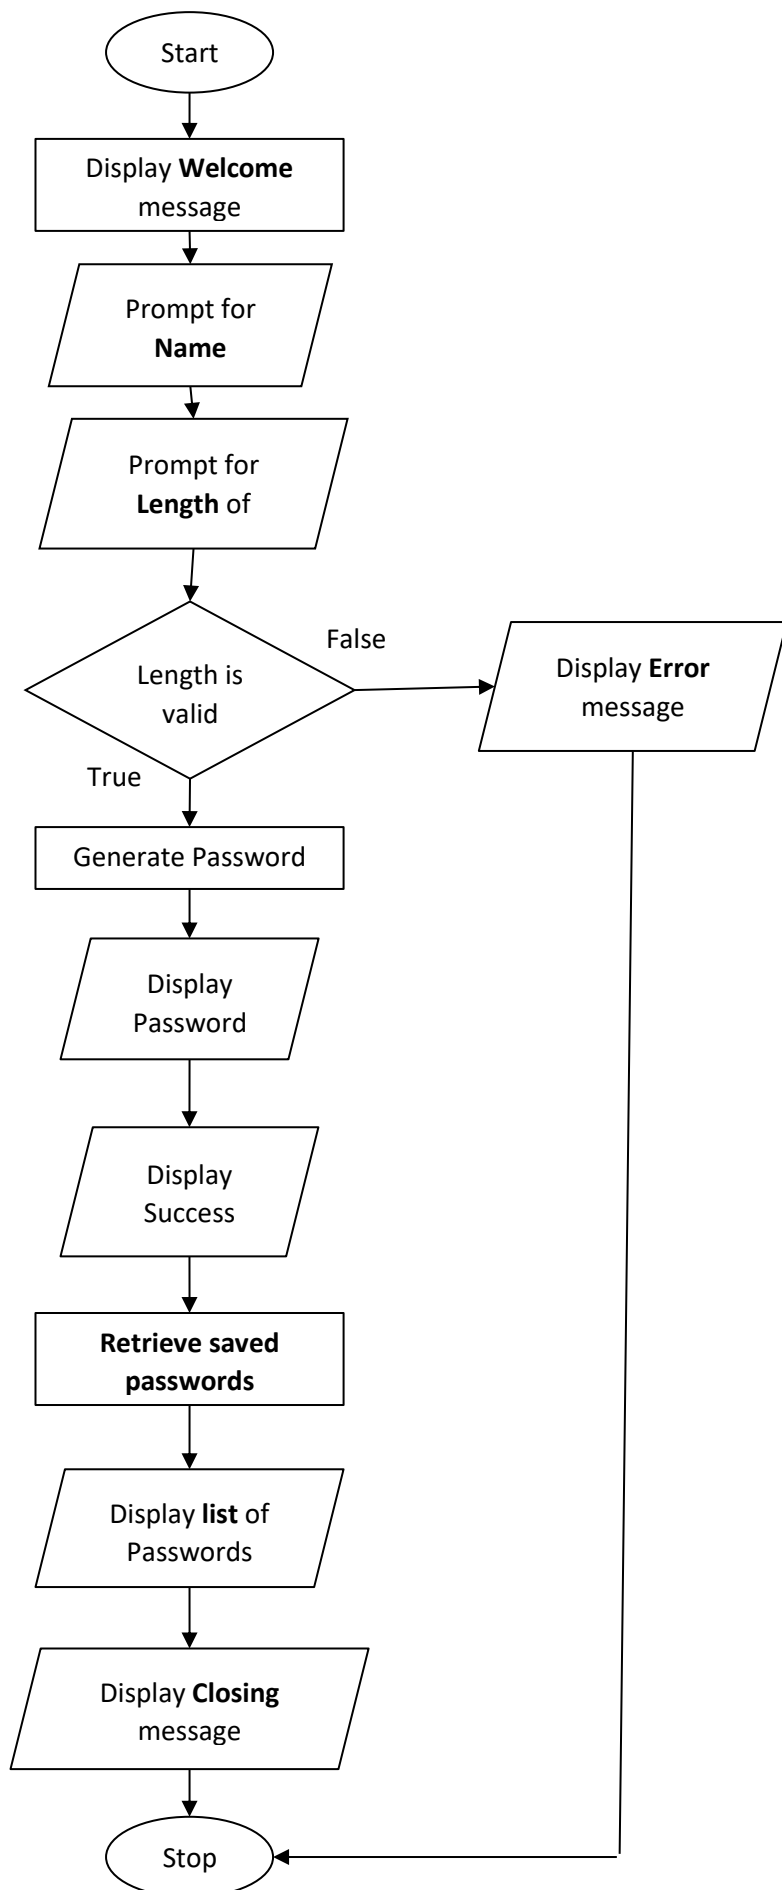 Start
Display Welcome
message
Prompt for
Name
Prompt for
Length of
Length is
valid
False
Display Error
message
True
Generate Password
Display
Password
Display
Success
Retrieve saved
passwords
Display list of
Passwords
Display Closing
message
Stop